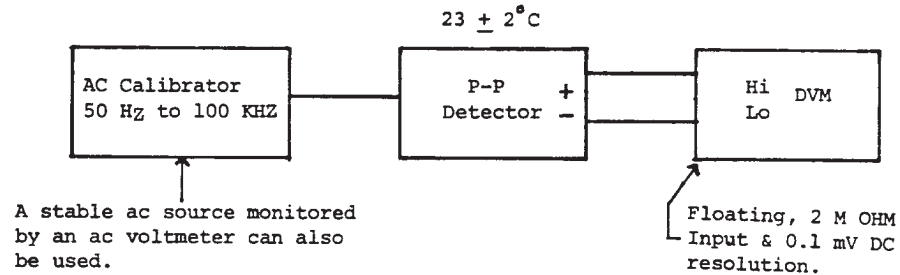 23 ± 2°C
AC Calibrator
50 Hz to 100 KHZ
P-P
Detector
+
-
Hi
Lo
DVM
A stable ac source monitored
by an ac voltmeter can also
be used.
Floating, 2 M OHM
Input & 0.1 mV DC
resolution.